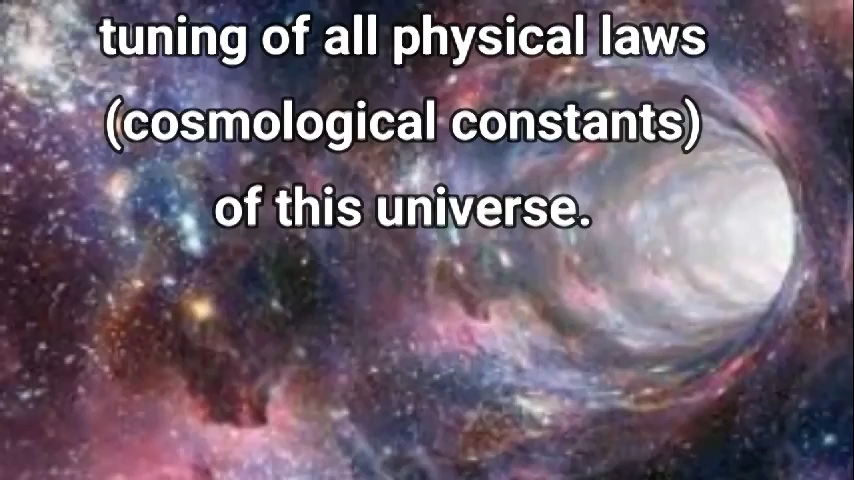 tuning of all physical laws
(cosmological constants)
of this universe.